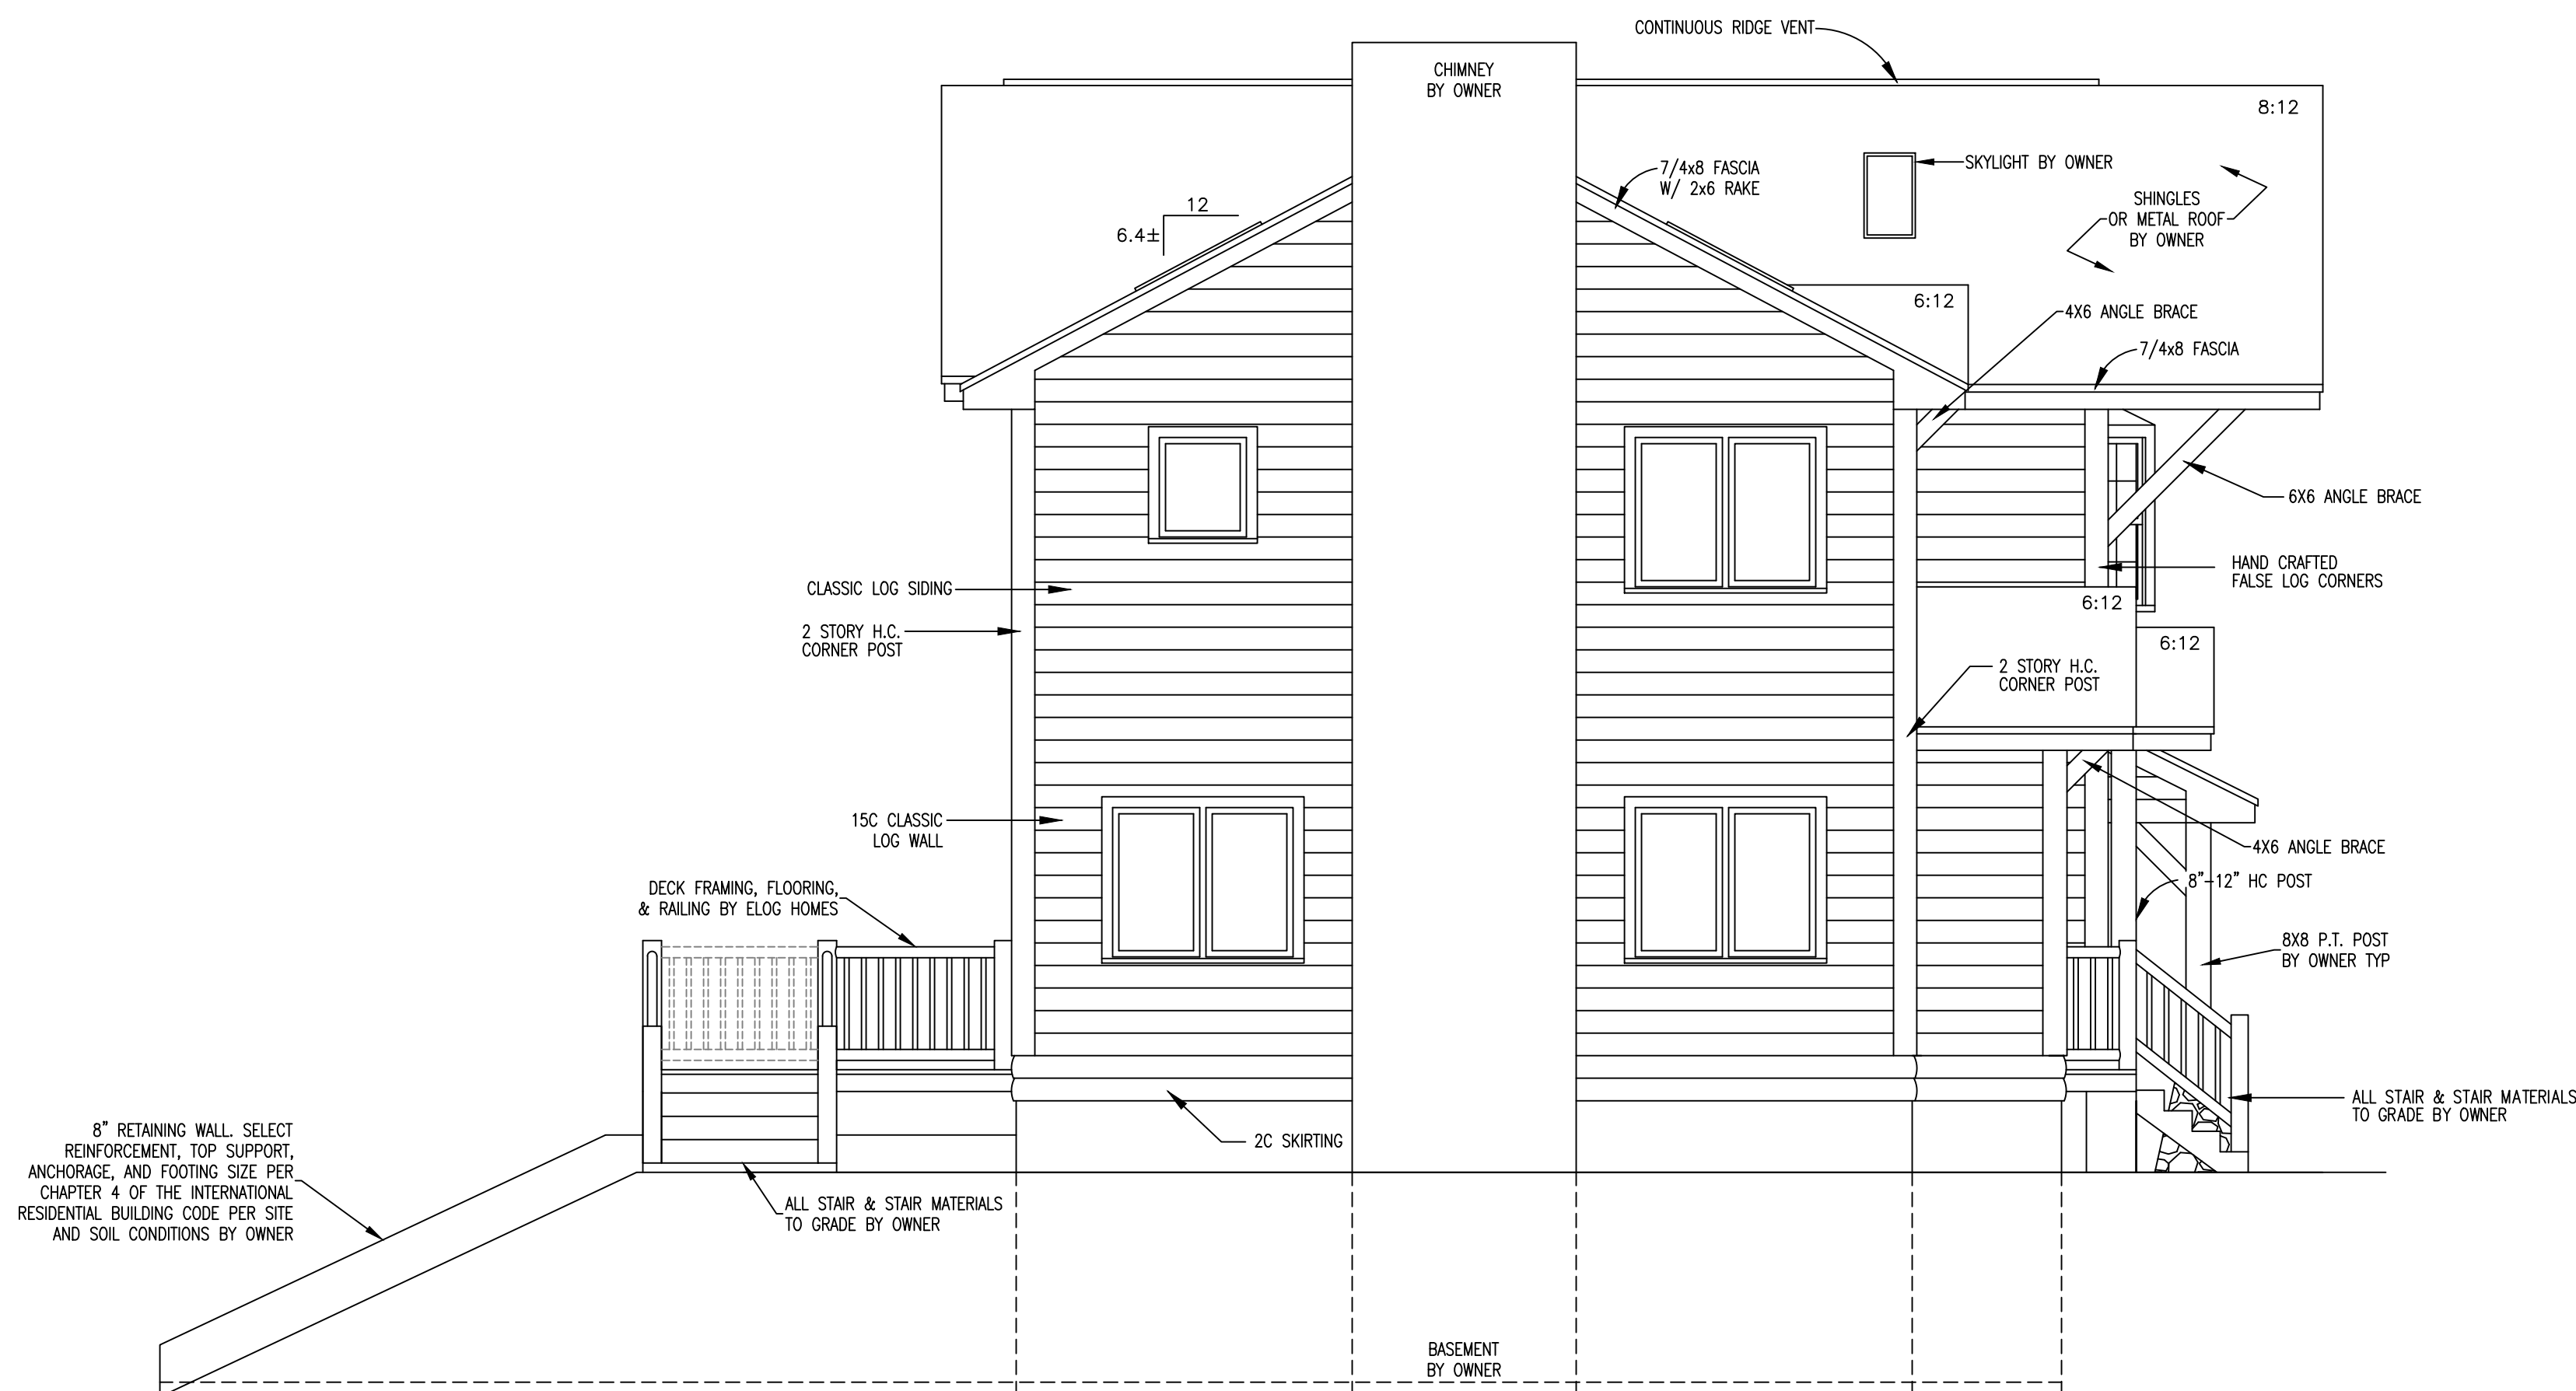 CONTINUOUS RIDGE VENT
CHIMNEY
BY OWNER
8:12
7/4x8 FASCIA
W/ 2x6 RAKE
SKYLIGHT BY OWNER
SHINGLES
OR METAL ROOF
BY OWNER
12
6.4±
6:12
4X6 ANGLE BRACE
7/4x8 FASCIA
6X6 ANGLE BRACE
HAND CRAFTED
FALSE LOG CORNERS
CLASSIC LOG SIDING
6:12
2 STORY H.C.
CORNER POST
6:12
2 STORY H.C.
CORNER POST
15C CLASSIC
LOG WALL
4X6 ANGLE BRACE
8"-12" HC POST
DECK FRAMING, FLOORING,
& RAILING BY ELOG HOMES
8X8 P.T. POST
BY OWNER TYP
ALL STAIR & STAIR MATERIALS
TO GRADE BY OWNER
2C SKIRTING
8" RETAINING WALL. SELECT
REINFORCEMENT, TOP SUPPORT,
ANCHORAGE, AND FOOTING SIZE PER
CHAPTER 4 OF THE INTERNATIONAL
RESIDENTIAL BUILDING CODE PER SITE
AND SOIL CONDITIONS BY OWNER
ALL STAIR & STAIR MATERIALS
TO GRADE BY OWNER
BASEMENT
BY OWNER